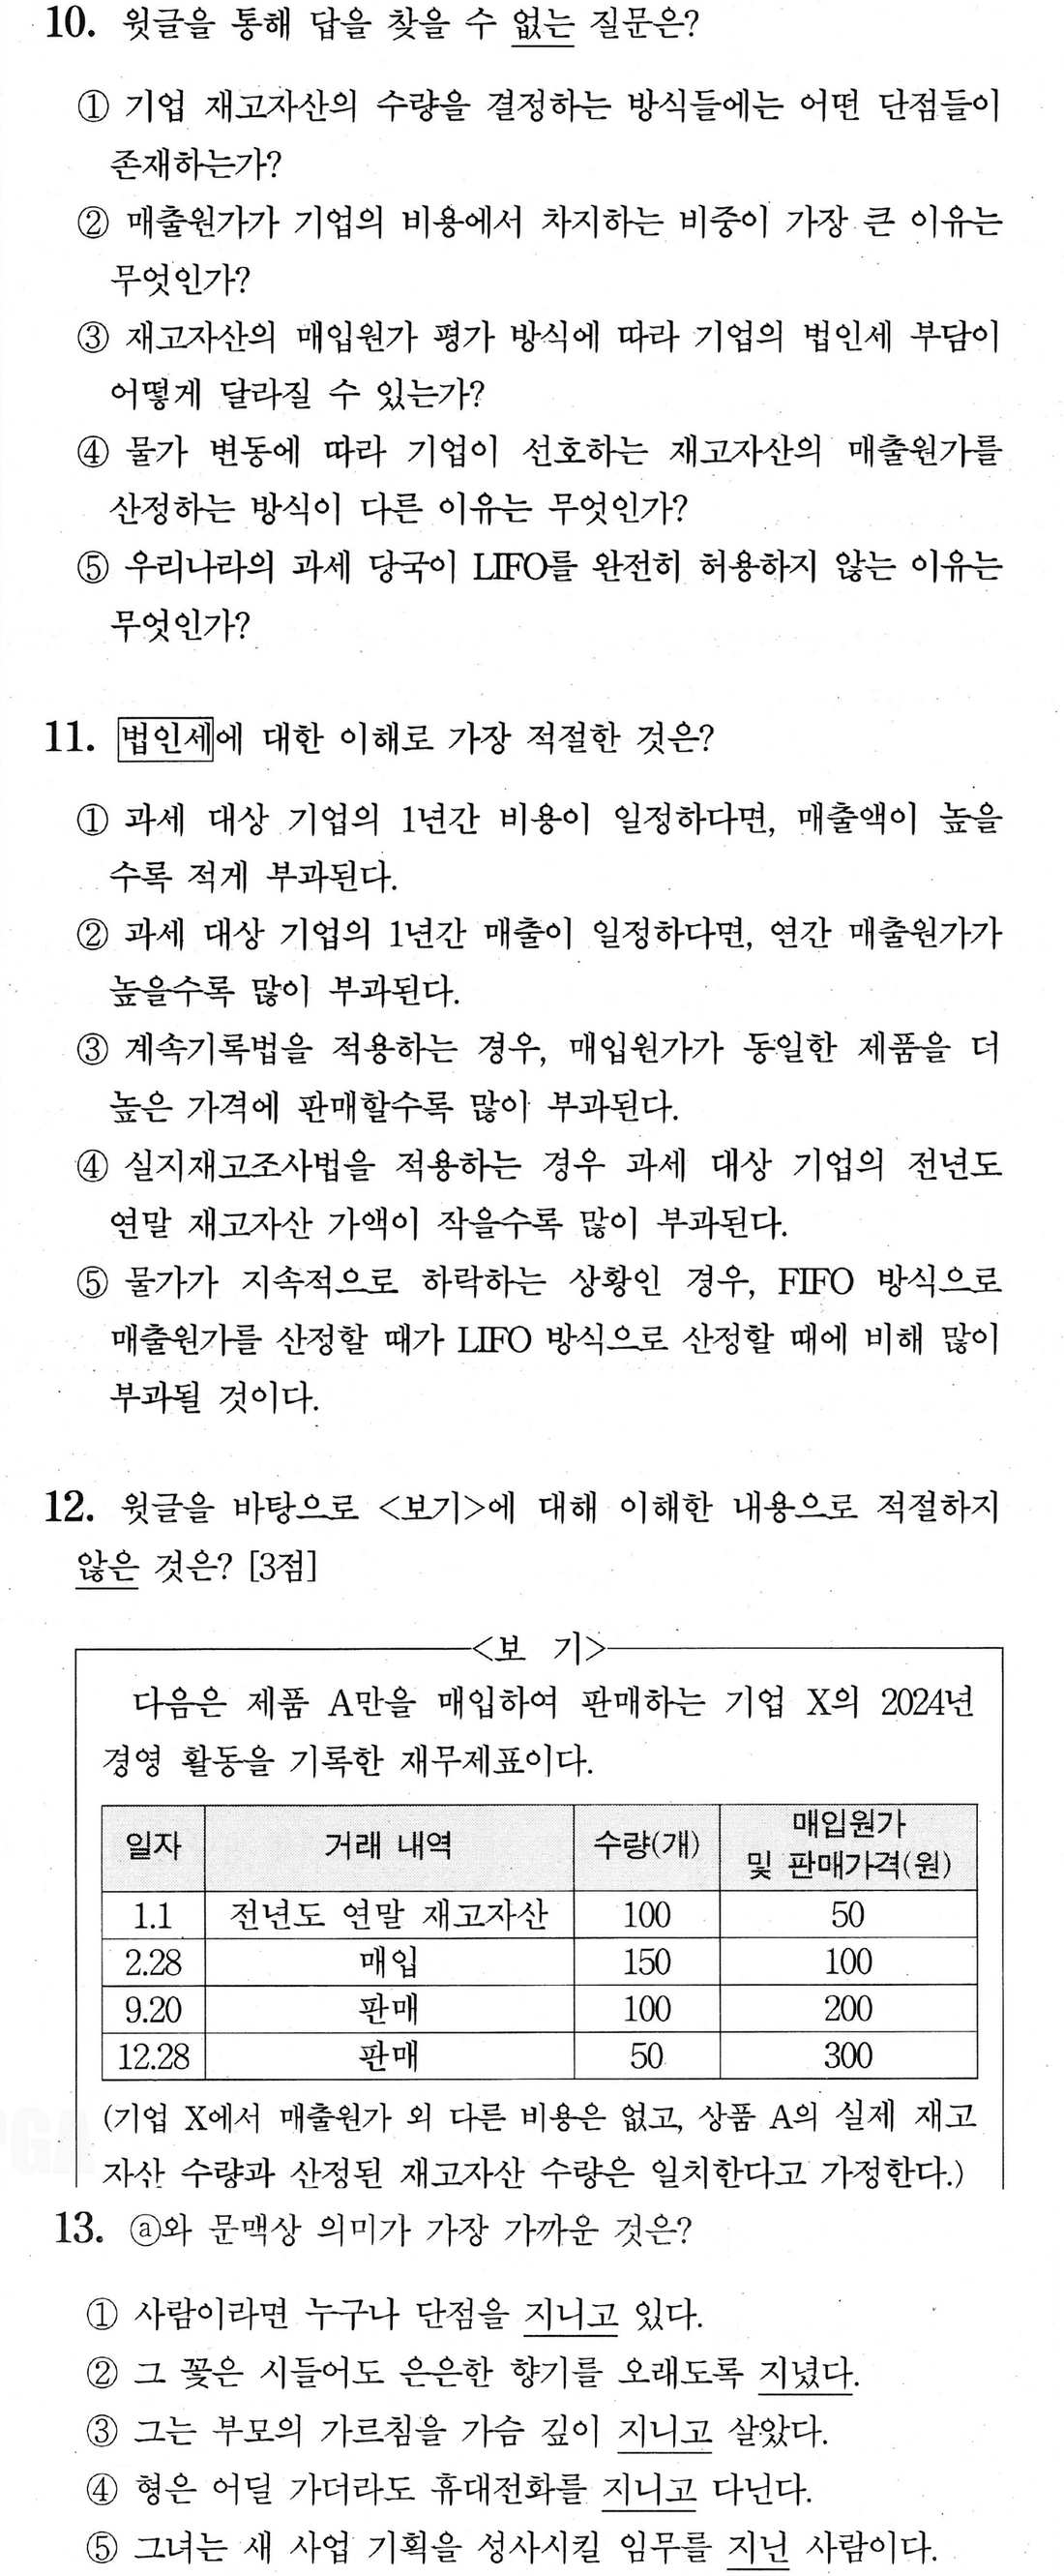 10. 윗글을 통해 답을 찾을 수 없는 질문은?
① 기업 재고자산의 수량을 결정하는 방식들에는 어떤 단점들이
존재하는가?
② 매출원가가 기업의 비용에서 차지하는 비중이 가장 큰 이유는
무엇인가?
③ 재고자산의 매입원가 평가 방식에 따라 기업의 법인세 부담이
어떻게 달라질 수 있는가?
④ 물가 변동에 따라 기업이 선호하는 재고자산의 매출원가를
산정하는 방식이 다른 이유는 무엇인가?
⑤ 우리나라의 과세 당국이 LIFO를 완전히 허용하지 않는 이유는
무엇인가?
11. 법인세에 대한 이해로 가장 적절한 것은?
① 과세 대상 기업의 1년간 비용이 일정하다면, 매출액이 높을
수록 적게 부과된다.
② 과세 대상 기업의 1년간 매출이 일정하다면, 연간 매출원가가
높을수록 많이 부과된다.
③ 계속기록법을 적용하는 경우, 매입원가가 동일한 제품을 더
높은 가격에 판매할수록 많이 부과된다.
④ 실지재고조사법을 적용하는 경우 과세 대상 기업의 전년도
연말 재고자산 가액이 작을수록 많이 부과된다.
⑤ 물가가 지속적으로 하락하는 상황인 경우, FIFO 방식으로
매출원가를 산정할 때가 LIFO 방식으로 산정할 때에 비해 많이
부과될 것이다.
12. 윗글을 바탕으로 <보기>에 대해 이해한 내용으로 적절하지
않은 것은? [3점]
<보 기>
다음은 제품 A만을 매입하여 판매하는 기업 X의 2024년
경영 활동을 기록한 재무제표이다.
일자 거래 내역 수량(개) 매입원가
및 판매가격(원)
1.1 전년도 연말 재고자산 100 50
2.28 매입 150 100
9.20 판매 100 200
12.28 판매 50 300
(기업 X에서 매출원가 외 다른 비용은 없고, 상품 A의 실제 재고
자산 수량과 산정된 재고자산 수량은 일치한다고 가정한다.)
13. ⓐ와 문맥상 의미가 가장 가까운 것은?
① 사람이라면 누구나 단점을 지니고 있다.
② 그 꽃은 시들어도 은은한 향기를 오래도록 지녔다.
③ 그는 부모의 가르침을 가슴 깊이 지니고 살았다.
④ 형은 어딜 가더라도 휴대전화를 지니고 다닌다.
⑤ 그녀는 새 사업 기획을 성사시킬 임무를 지닌 사람이다.